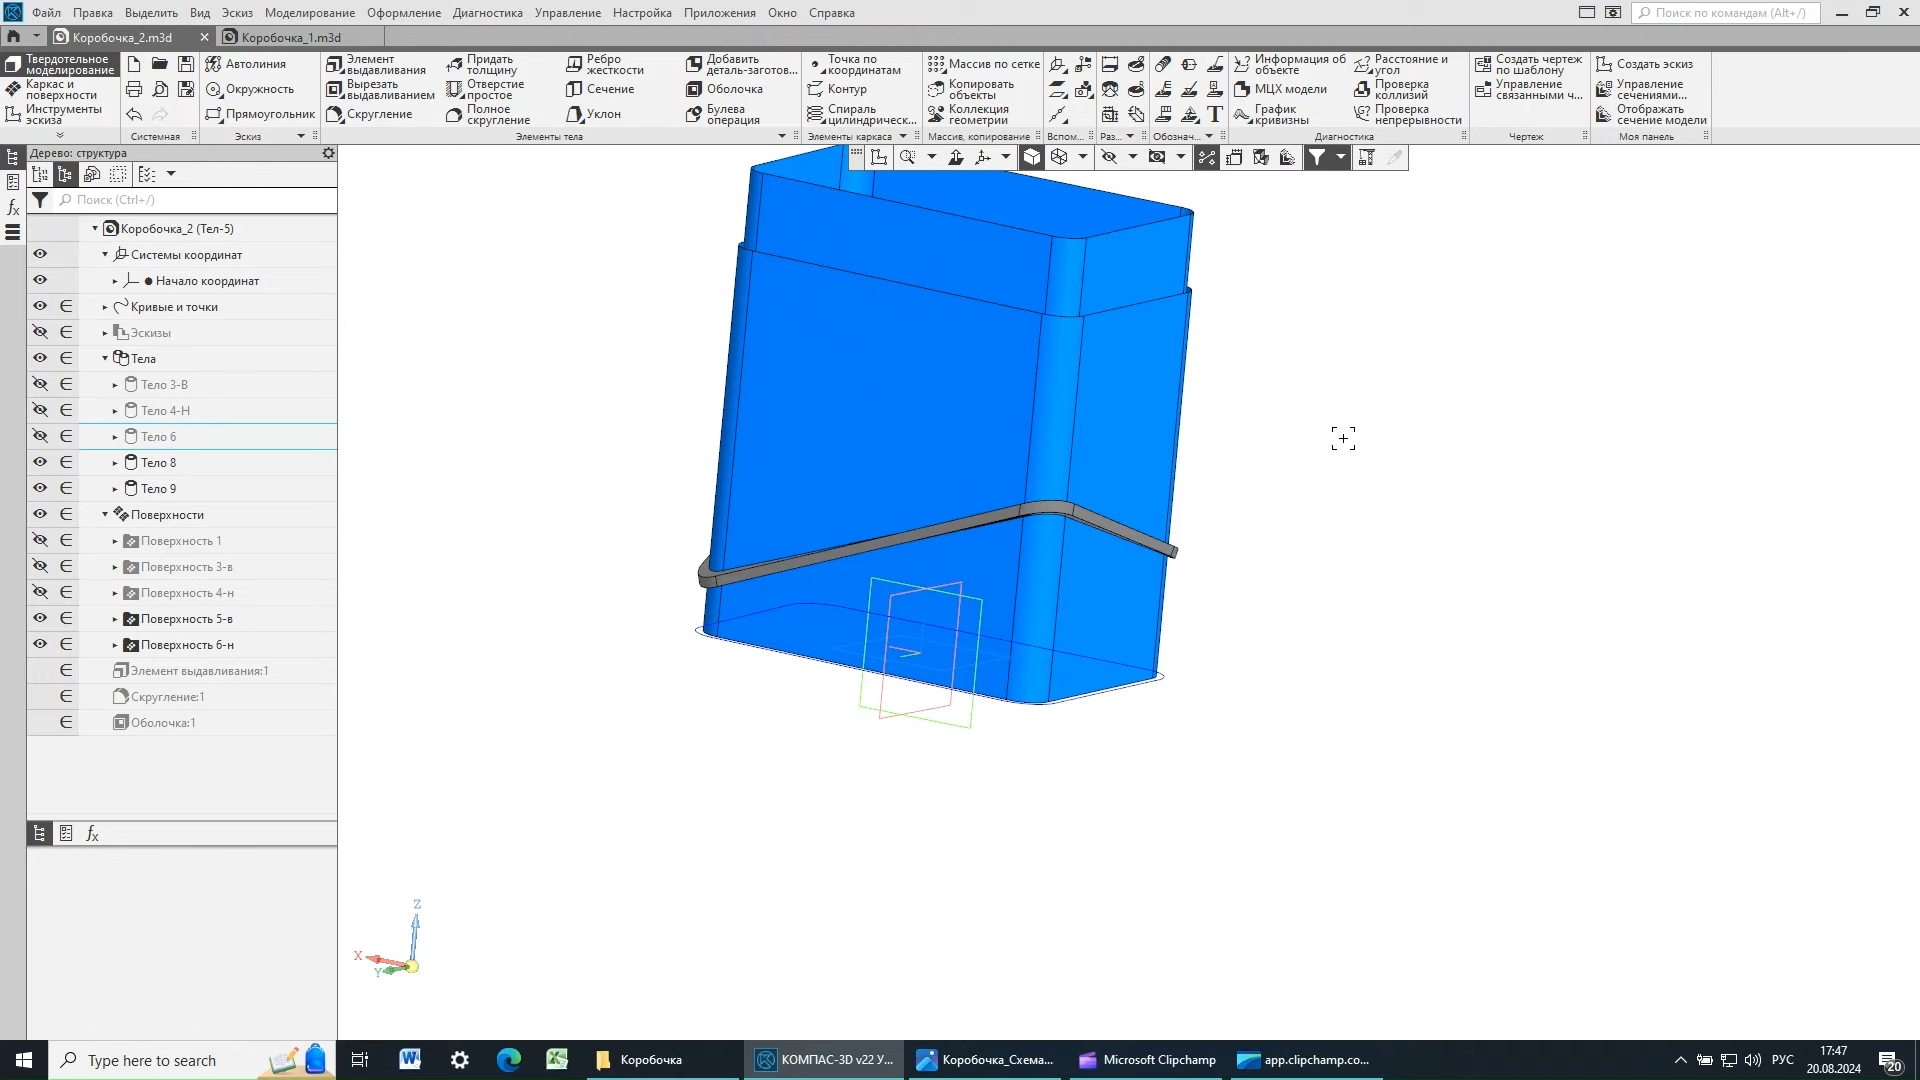 Файл Правка Выделить Вид Эскиз Моделирование Оформление Диагностика Управление Настройка Приложения Окно Справка
Поиск по командам (Alt+/)
Коробочка_2.m3d
Коробочка_1.m3d
Твердотельное моделирование
Каркас и поверхности
Инструменты эскиза
Системная
Автолиния
Окружность
Прямоугольник
Эскиз
Элемент выдавливания
Вырезать выдавливанием
Скругление
Придать толщину
Отверстие простое
Полное скругление
Ребро жесткости
Сечение
Уклон
Добавить деталь-заготов...
Оболочка
Булева операция
Элементы тела
Точка по координатам
Контур
Спираль цилиндрическ...
Элементы каркаса
Массив по сетке
Копировать объекты
Коллекция геометрии
Массив, копирование
Вспом...
Раз...
Обознач...
Информация об объекте
МЦХ модели
График кривизны
Расстояние и угол
Проверка коллизий
Проверка непрерывности
Диагностика
Создать чертеж по шаблону
Управление связанными ч...
Чертеж
Создать эскиз
Управление сечениями...
Отображать сечение модели
Моя панель
Дерево: структура
Поиск (Ctrl+/)
Коробочка_2 (Тел-5)
Системы координат
Начало координат
Кривые и точки
Эскизы
Тела
Тело 3-В
Тело 4-Н
Тело 6
Тело 8
Тело 9
Поверхности
Поверхность 1
Поверхность 3-в
Поверхность 4-н
Поверхность 5-в
Поверхность 6-н
Элемент выдавливания:1
Скругление:1
Оболочка:1
Z
X
Y
Type here to search
Коробочка
КОМПАС-3D v22 У...
Коробочка_Схема...
Microsoft Clipchamp
app.clipchamp.co...
РУС
17:47
20.08.2024
20